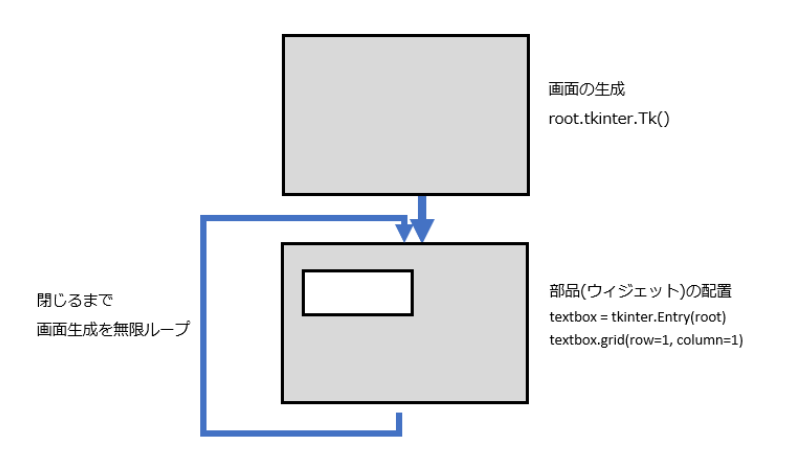 画面の生成
root.tkinter.Tk()
閉じるまで
画面生成を無限ループ
部品(ウィジェット)の配置
textbox = tkinter.Entry(root)
textbox.grid(row=1, column=1)